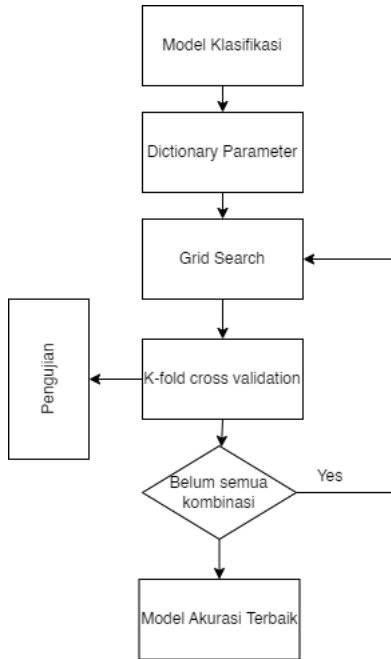 Model Klasifikasi
Dictionary Parameter
Grid Search
Pengujian
K-fold cross validation
Belum semua
kombinasi
Yes
Model Akurasi Terbaik